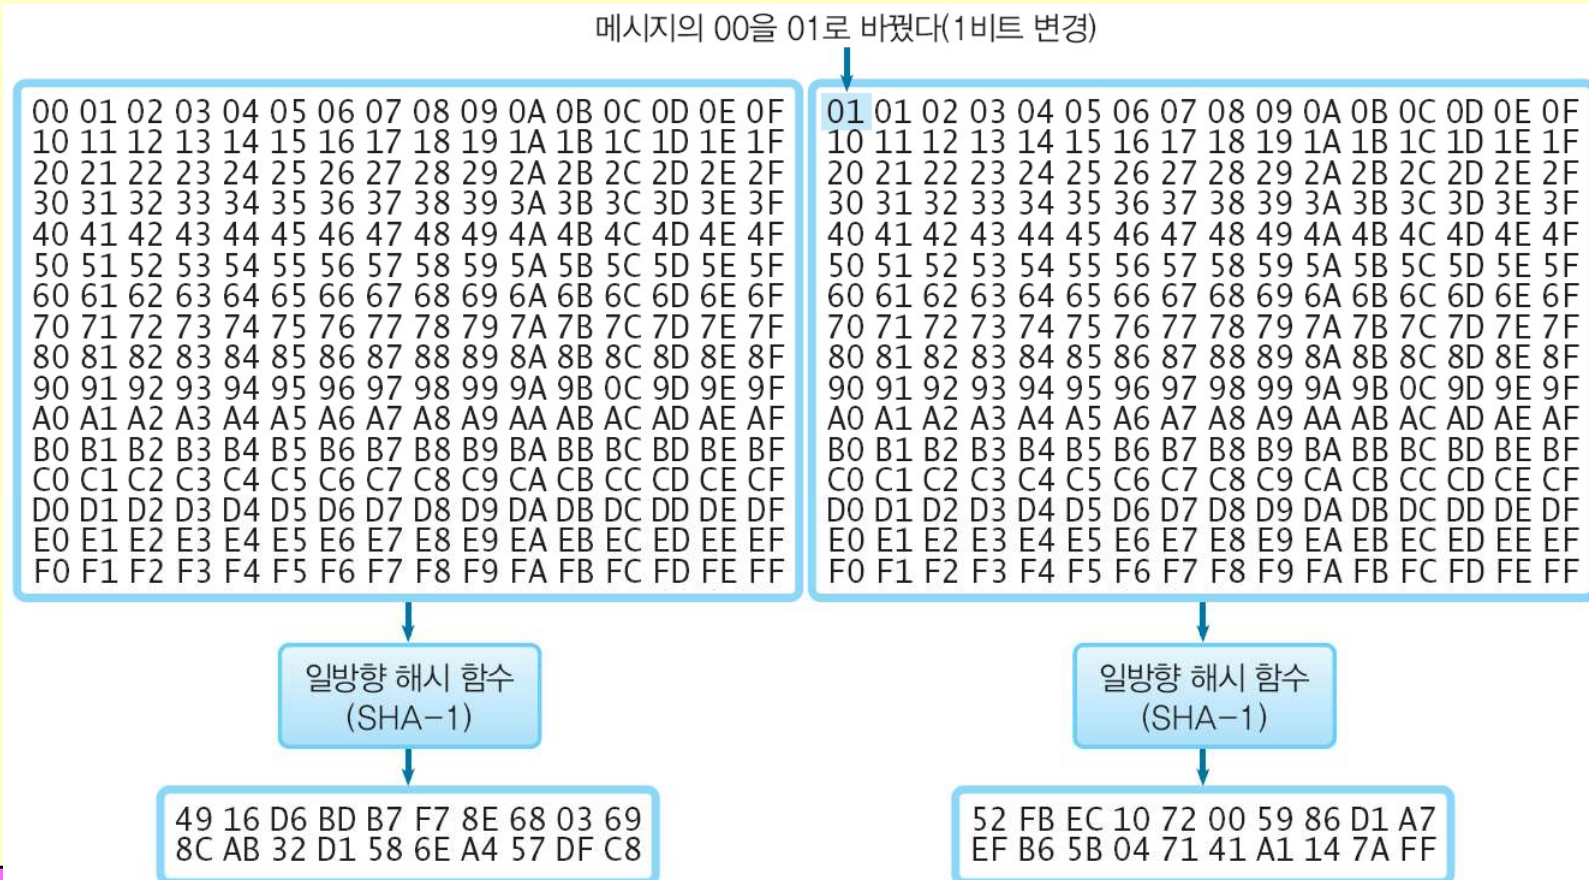 메시지의 00을 01로 바꿨다(1비트 변경)
00 01 02 03 04 05 06 07 08 09 0A 0B 0C 0D 0E 0F
10 11 12 13 14 15 16 17 18 19 1A 1B 1C 1D 1E 1F
20 21 22 23 24 25 26 27 28 29 2A 2B 2C 2D 2E 2F
30 31 32 33 34 35 36 37 38 39 3A 3B 3C 3D 3E 3F
40 41 42 43 44 45 46 47 48 49 4A 4B 4C 4D 4E 4F
50 51 52 53 54 55 56 57 58 59 5A 5B 5C 5D 5E 5F
60 61 62 63 64 65 66 67 68 69 6A 6B 6C 6D 6E 6F
70 71 72 73 74 75 76 77 78 79 7A 7B 7C 7D 7E 7F
80 81 82 83 84 85 86 87 88 89 8A 8B 8C 8D 8E 8F
90 91 92 93 94 95 96 97 98 99 9A 9B 0C 9D 9E 9F
A0 A1 A2 A3 A4 A5 A6 A7 A8 A9 AA AB AC AD AE AF
B0 B1 B2 B3 B4 B5 B6 B7 B8 B9 BA BB BC BD BE BF
C0 C1 C2 C3 C4 C5 C6 C7 C8 C9 CA CB CC CD CE CF
D0 D1 D2 D3 D4 D5 D6 D7 D8 D9 DA DB DC DD DE DF
E0 E1 E2 E3 E4 E5 E6 E7 E8 E9 EA EB EC ED EE EF
F0 F1 F2 F3 F4 F5 F6 F7 F8 F9 FA FB FC FD FE FF
일방향 해시 함수
(SHA-1)
49 16 D6 BD B7 F7 8E 68 03 69
8C AB 32 D1 58 6E A4 57 DF C8
01 01 02 03 04 05 06 07 08 09 0A 0B 0C 0D 0E 0F
10 11 12 13 14 15 16 17 18 19 1A 1B 1C 1D 1E 1F
20 21 22 23 24 25 26 27 28 29 2A 2B 2C 2D 2E 2F
30 31 32 33 34 35 36 37 38 39 3A 3B 3C 3D 3E 3F
40 41 42 43 44 45 46 47 48 49 4A 4B 4C 4D 4E 4F
50 51 52 53 54 55 56 57 58 59 5A 5B 5C 5D 5E 5F
60 61 62 63 64 65 66 67 68 69 6A 6B 6C 6D 6E 6F
70 71 72 73 74 75 76 77 78 79 7A 7B 7C 7D 7E 7F
80 81 82 83 84 85 86 87 88 89 8A 8B 8C 8D 8E 8F
90 91 92 93 94 95 96 97 98 99 9A 9B 0C 9D 9E 9F
A0 A1 A2 A3 A4 A5 A6 A7 A8 A9 AA AB AC AD AE AF
B0 B1 B2 B3 B4 B5 B6 B7 B8 B9 BA BB BC BD BE BF
C0 C1 C2 C3 C4 C5 C6 C7 C8 C9 CA CB CC CD CE CF
D0 D1 D2 D3 D4 D5 D6 D7 D8 D9 DA DB DC DD DE DF
E0 E1 E2 E3 E4 E5 E6 E7 E8 E9 EA EB EC ED EE EF
F0 F1 F2 F3 F4 F5 F6 F7 F8 F9 FA FB FC FD FE FF
일방향 해시 함수
(SHA-1)
52 FB EC 10 72 00 59 86 D1 A7
EF B6 5B 04 71 41 A1 14 7A FF